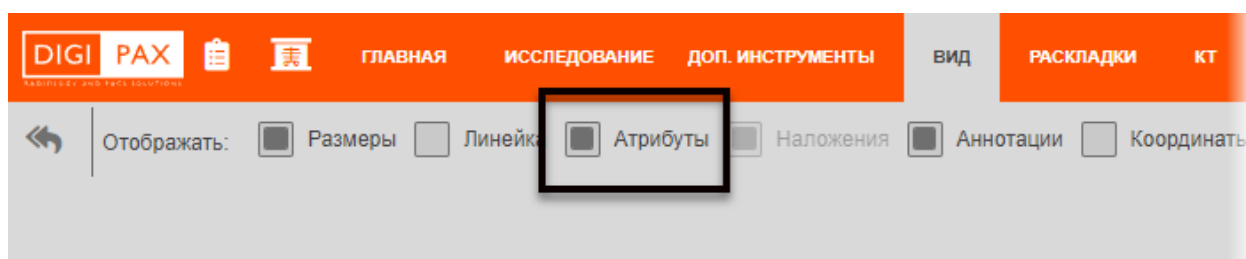 DIGI PAX ГЛАВНАЯ ИССЛЕДОВАНИЕ ДОП. ИНСТРУМЕНТЫ ВИД РАСКЛАДКИ КТ
RADIOLOGY AND PACS SOLUTIONS
Отображать: Размеры Линейка Атрибуты Наложения Аннотации Координаты